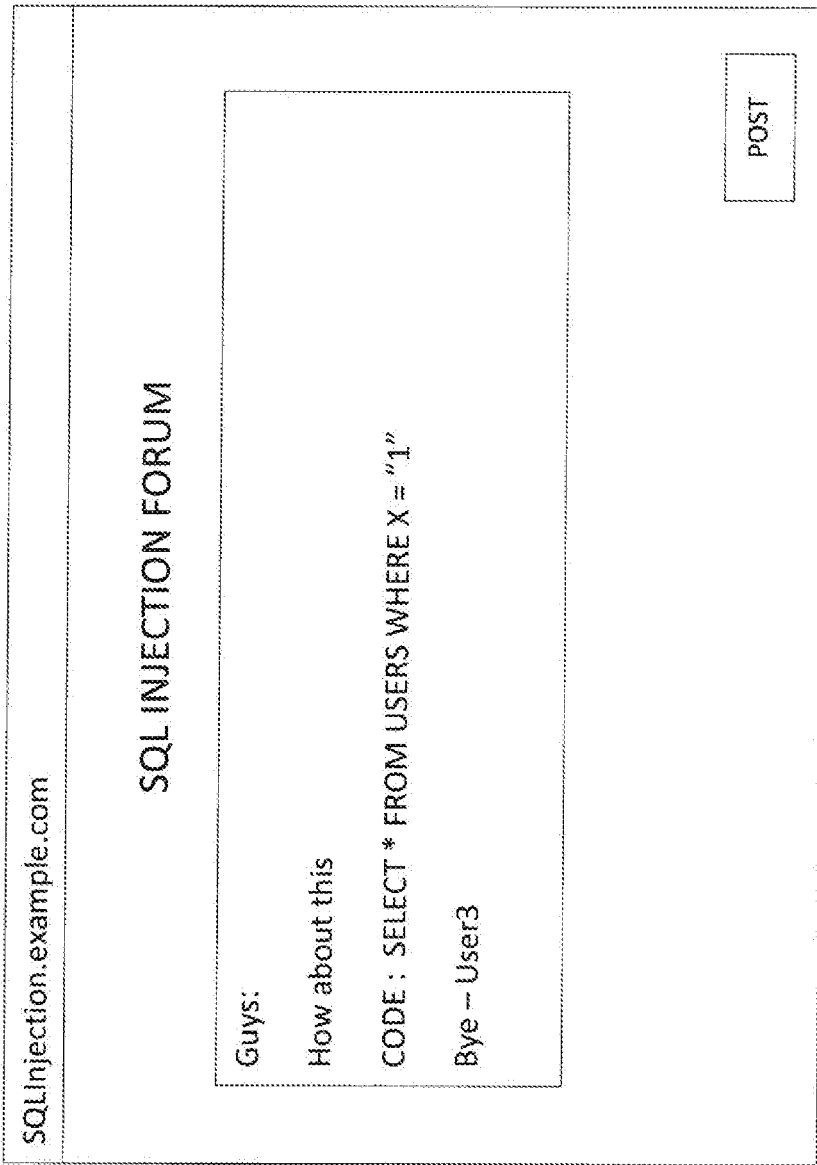 SQLInjection.example.com
SQL INJECTION FORUM
Guys:
How about this
CODE : SELECT * FROM USERS WHERE X = "1"
Bye – User3
POST